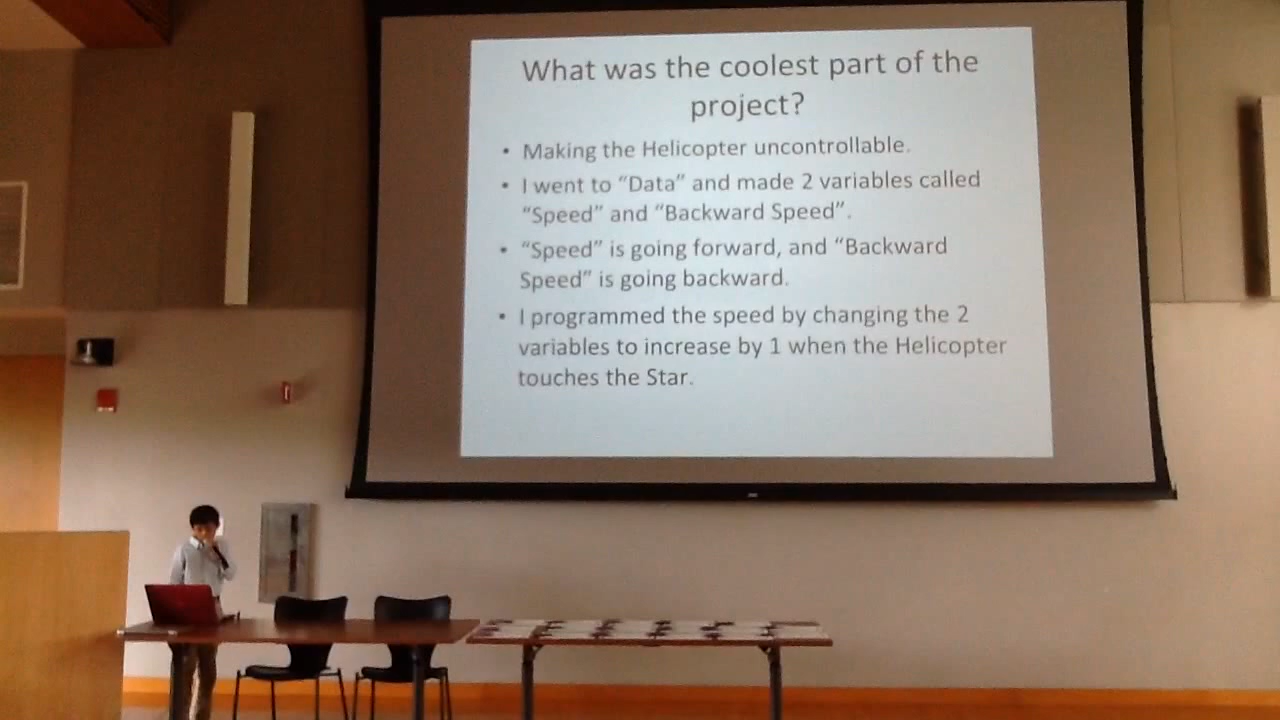 What was the coolest part of the
project?
• Making the Helicopter uncontrollable.
• I went to “Data” and made 2 variables called
“Speed” and “Backward Speed”.
• “Speed” is going forward, and “Backward
Speed” is going backward.
• I programmed the speed by changing the 2
variables to increase by 1 when the Helicopter
touches the Star.